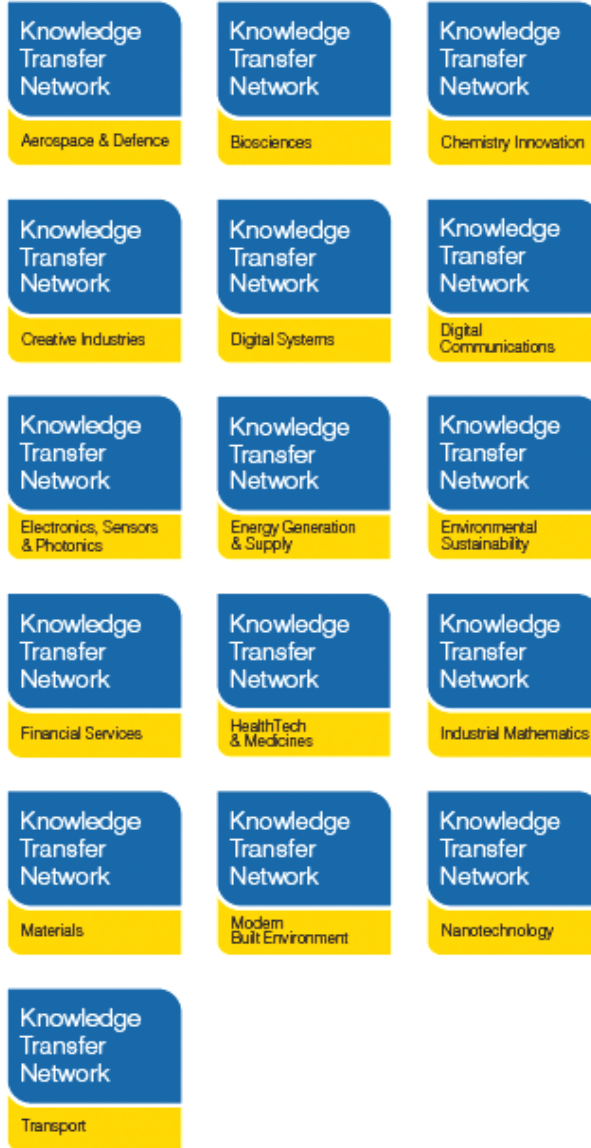 Knowledge
Transfer
Network
Aerospace & Defence
Knowledge
Transfer
Network
Biosciences
Knowledge
Transfer
Network
Chemistry Innovation
Knowledge
Transfer
Network
Creative Industries
Knowledge
Transfer
Network
Digital Systems
Knowledge
Transfer
Network
Digital
Communications
Knowledge
Transfer
Network
Electronics, Sensors
& Photonics
Knowledge
Transfer
Network
Energy Generation
& Supply
Knowledge
Transfer
Network
Environmental
Sustainability
Knowledge
Transfer
Network
Financial Services
Knowledge
Transfer
Network
HealthTech
& Medicines
Knowledge
Transfer
Network
Industrial Mathematics
Knowledge
Transfer
Network
Materials
Knowledge
Transfer
Network
Modern
Built Environment
Knowledge
Transfer
Network
Nanotechnology
Knowledge
Transfer
Network
Transport